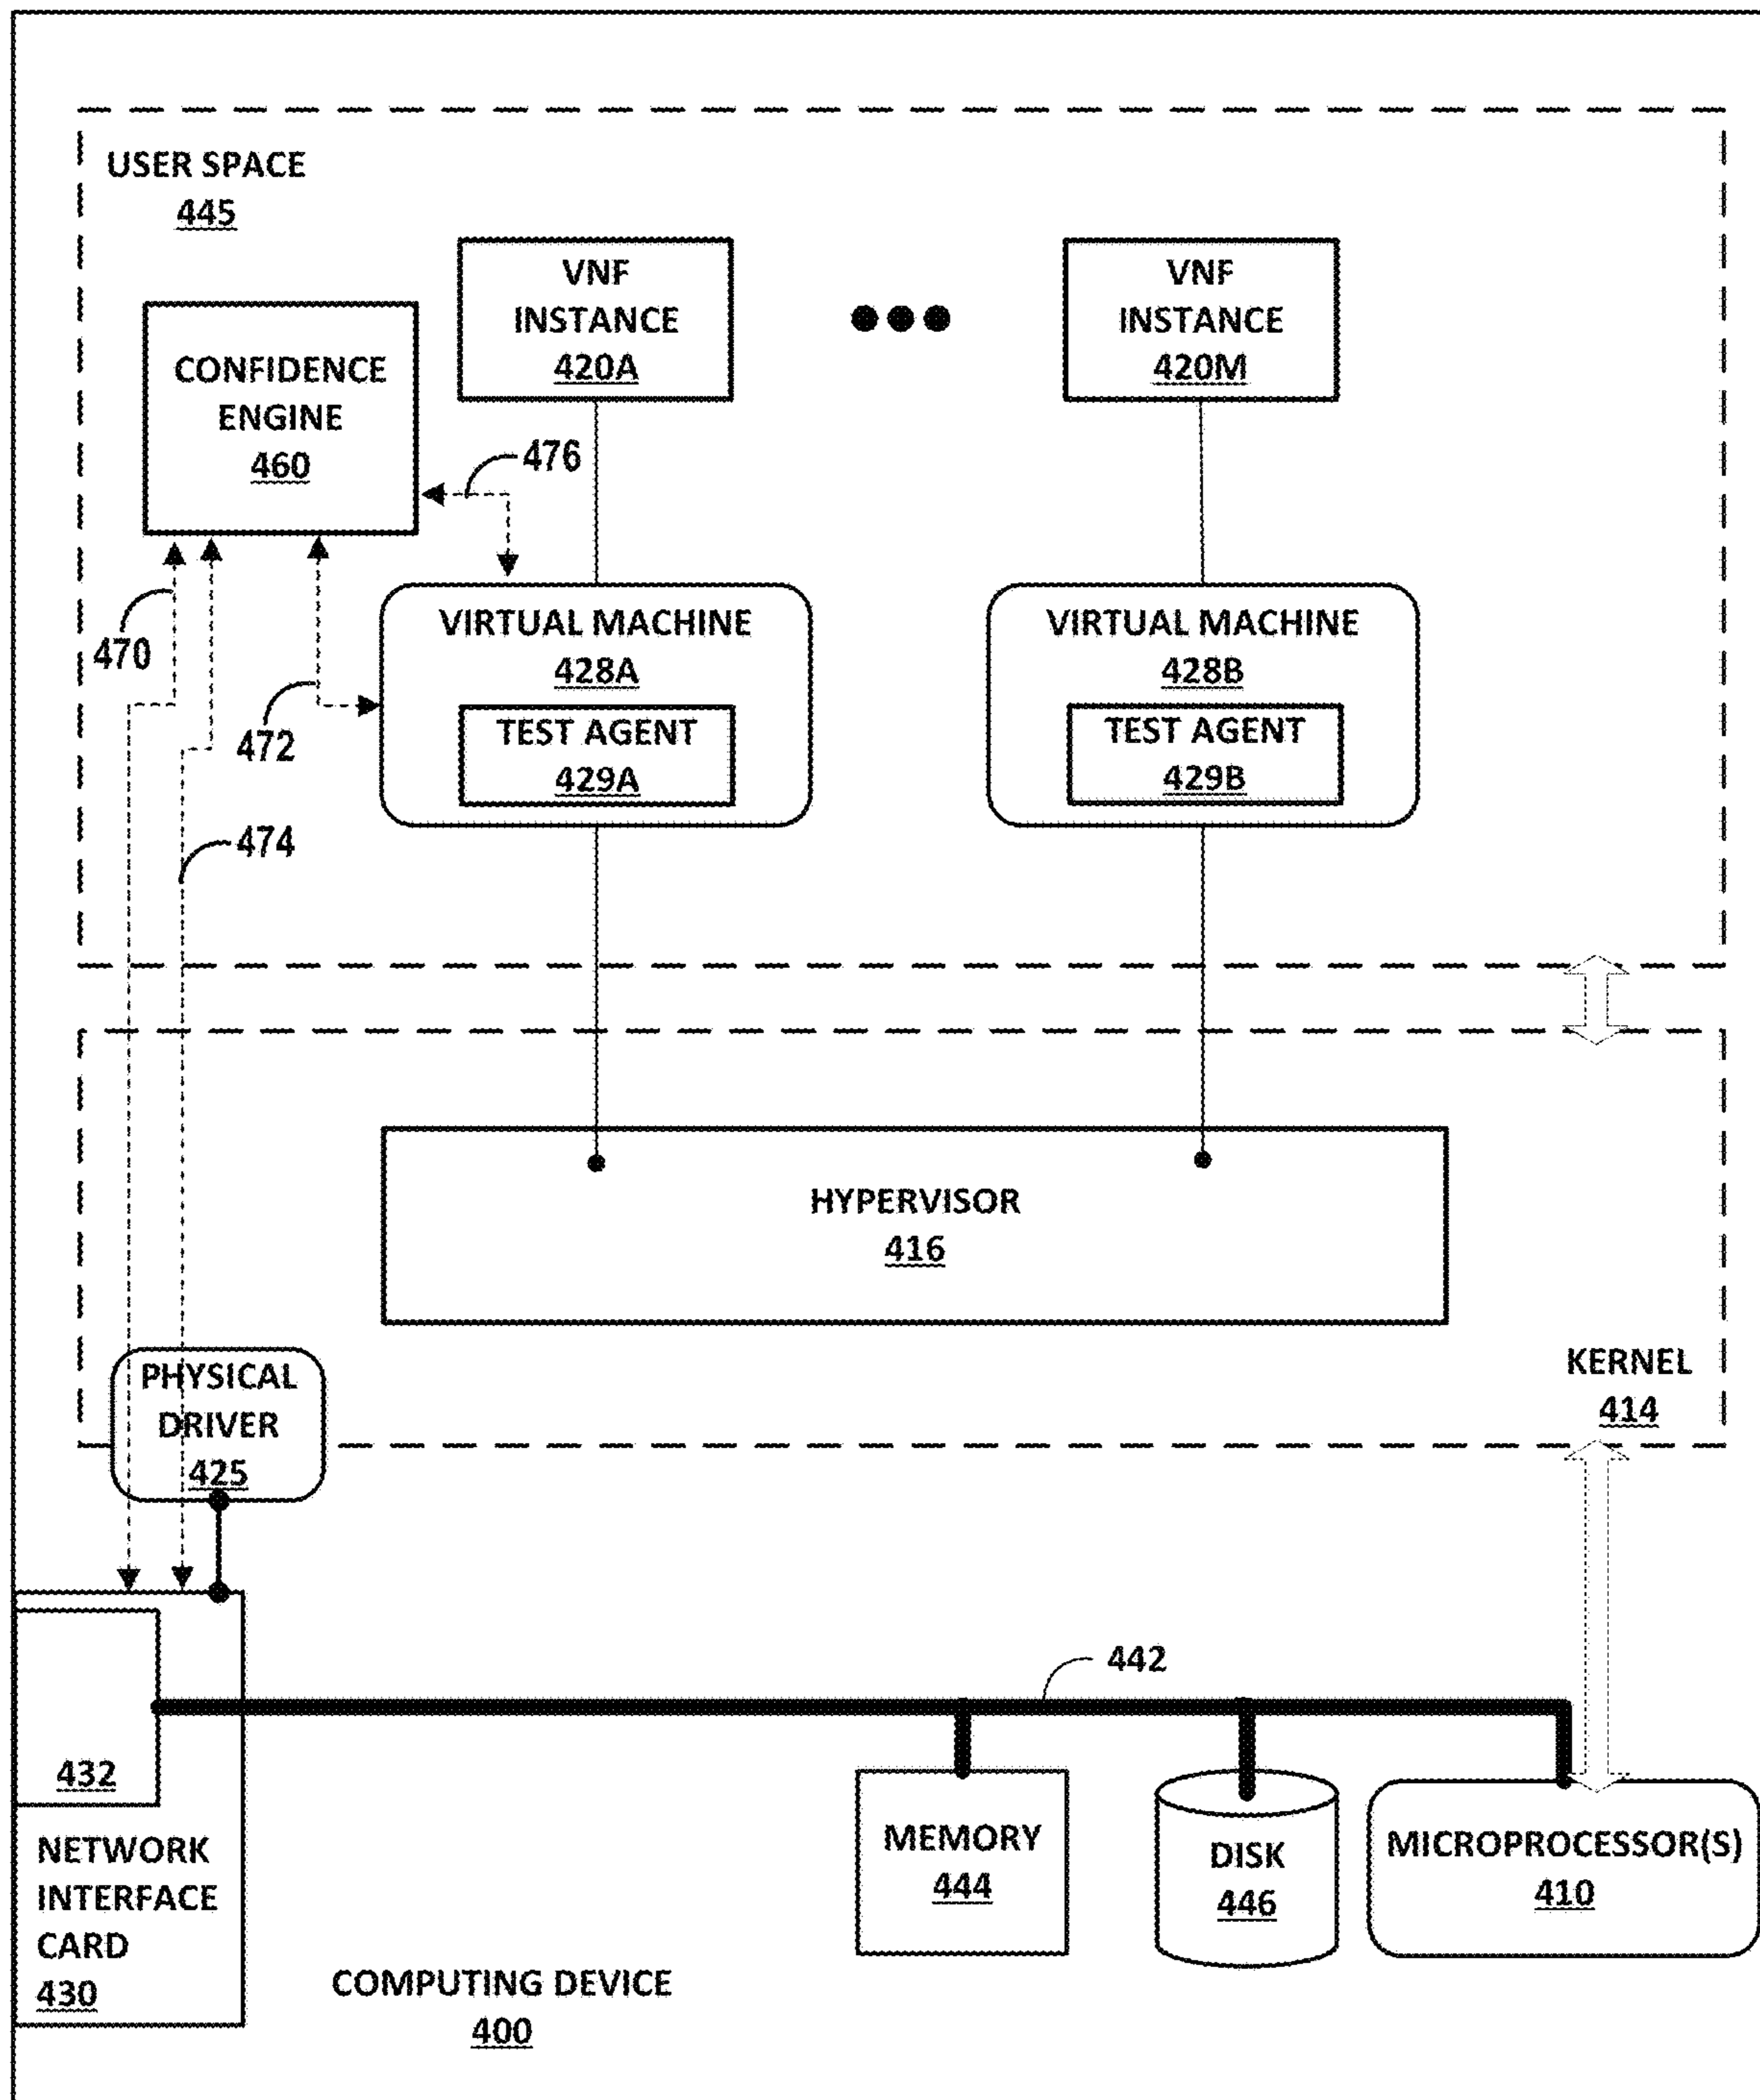 USER SPACE
445
VNF
INSTANCE
420A
VNF
INSTANCE
420M
CONFIDENCE
ENGINE
460
476
470
472
474
VIRTUAL MACHINE
428A
TEST AGENT
429A
VIRTUAL MACHINE
428B
TEST AGENT
429B
HYPERVISOR
416
KERNEL
414
PHYSICAL
DRIVER
425
442
432
NETWORK
INTERFACE
CARD
430
MEMORY
444
DISK
446
MICROPROCESSOR(S)
410
COMPUTING DEVICE
400